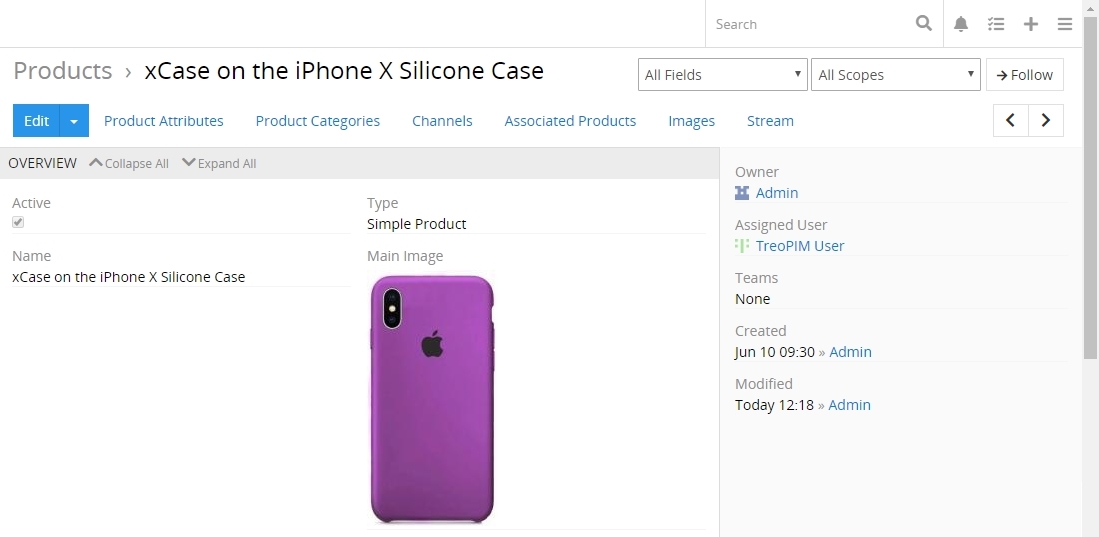 Search
Products › xCase on the iPhone X Silicone Case
All Fields
All Scopes
Follow
Edit
Product Attributes
Product Categories
Channels
Associated Products
Images
Stream
OVERVIEW
Collapse All
Expand All
Active
Type
Simple Product
Name
xCase on the iPhone X Silicone Case
Main Image
Owner
Admin
Assigned User
TreoPIM User
Teams
None
Created
Jun 10 09:30 » Admin
Modified
Today 12:18 » Admin